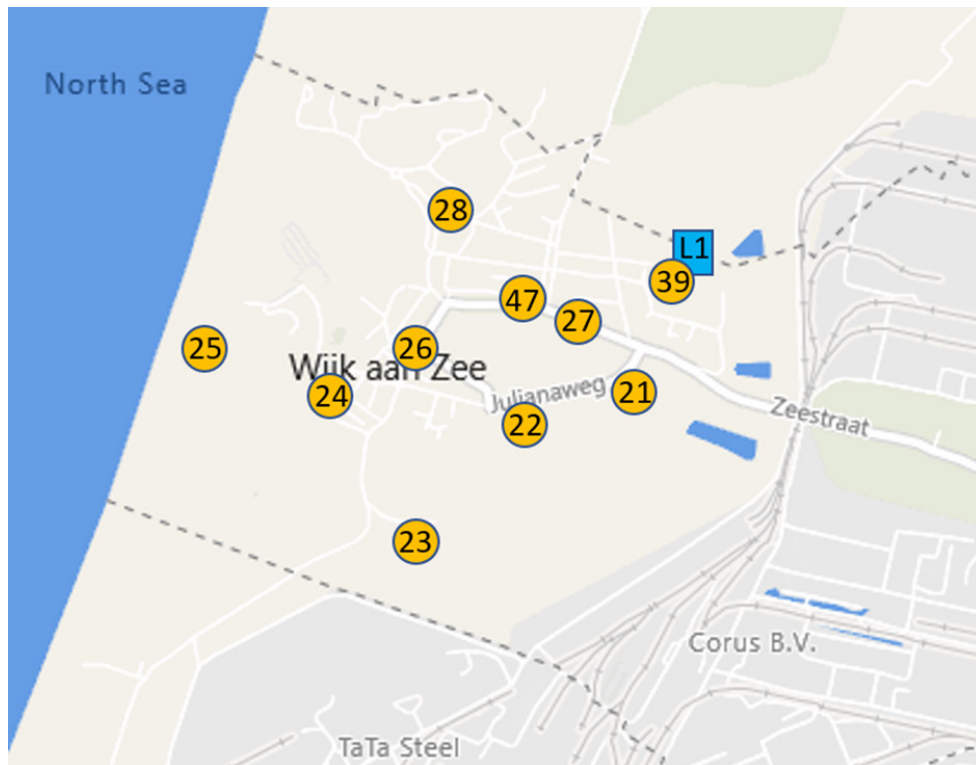 North Sea
28
L1
39
47
27
25
26
Wijk aan Zee
24
Julianaweg
21
22
Zeestraat
23
Corus B.V.
TaTa Steel